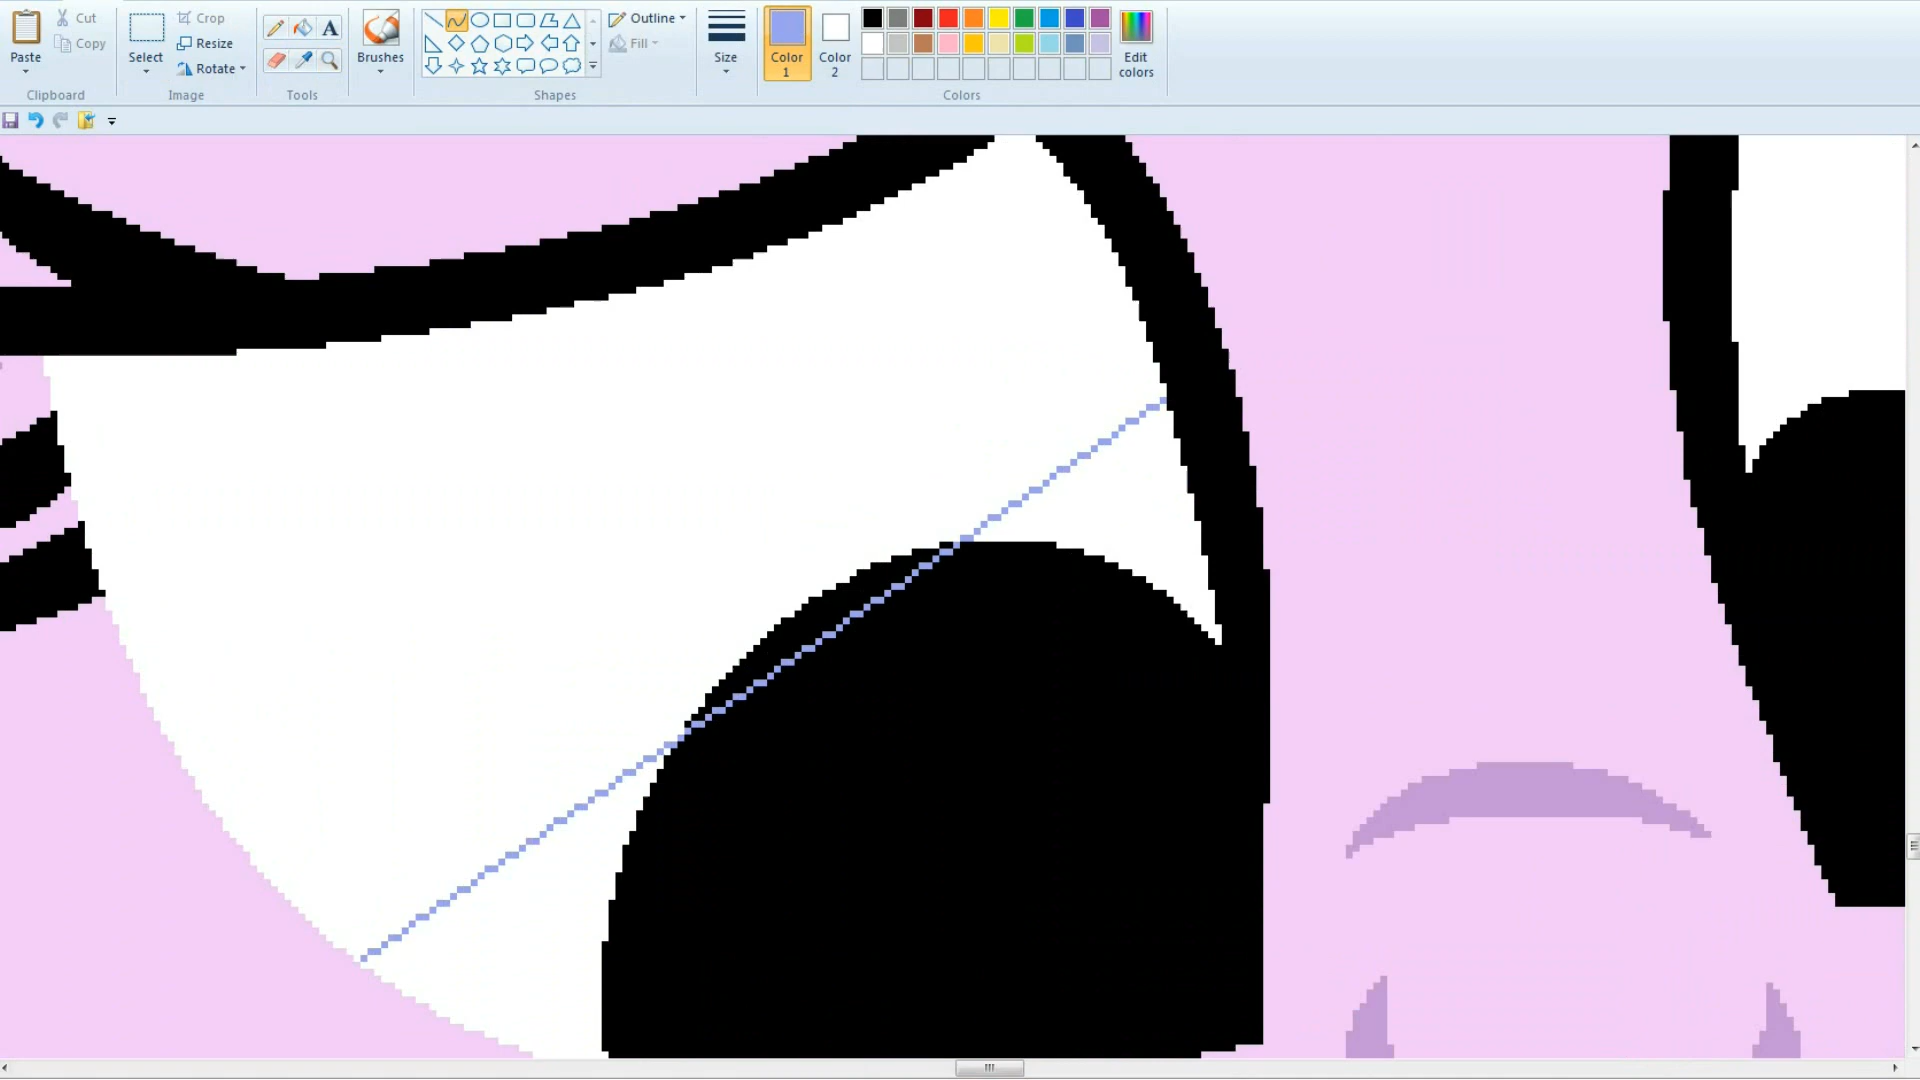 Paste
Cut
Copy
Clipboard
Select
Crop
Resize
Rotate
Image
A
Tools
Brushes
Outline
Fill
Shapes
Size
Color
1
Color
2
Edit
colors
Colors